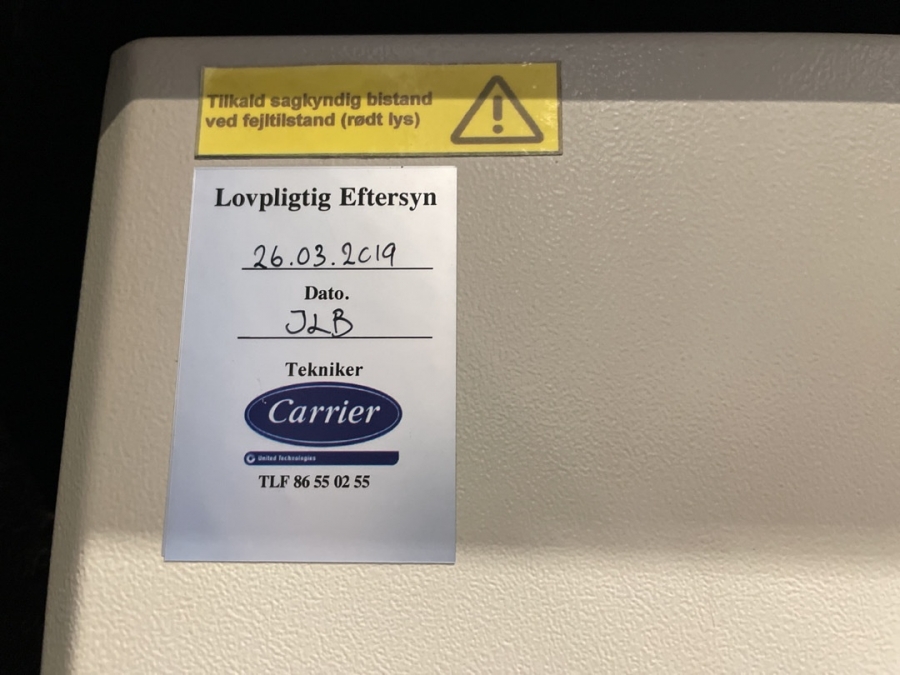 Tilkald sagkyndig bistand
ved fejltilstand (rødt lys)
Lovpligtig Eftersyn
26.03.2019
Dato.
JLB
Tekniker
Carrier
United Technologies
TLF 86 55 02 55